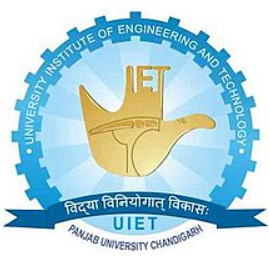 • UNIVERSITY INSTITUTE OF ENGINEERING AND TECHNOLOGY •
IET
विद्या विनियोगात् विकासः
UIET
PANJAB UNIVERSITY CHANDIGARH